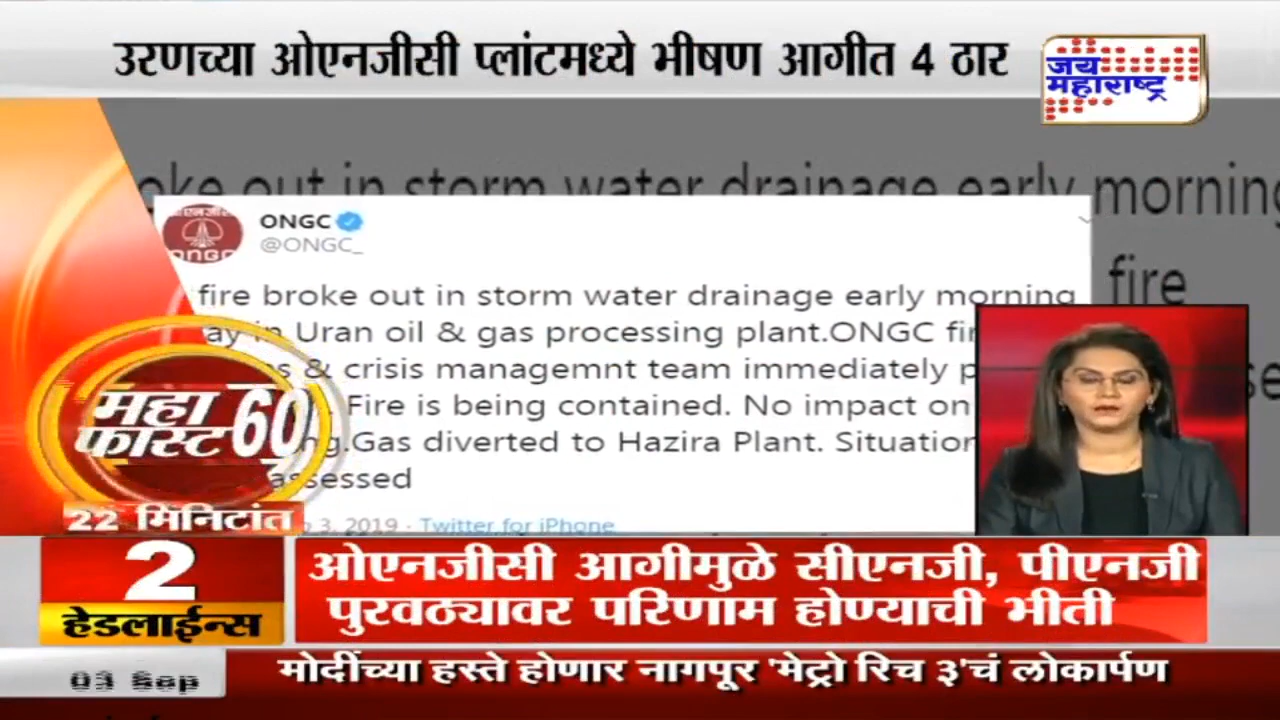 उरणच्या ओएनजीसी प्लांटमध्ये भीषण आगीत 4 ठार
जय
महाराष्ट्र
oke out in storm water drainage early morning
fire
ONGC
@ONGC_
fire broke out in storm water drainage early morning
in Uran oil & gas processing plant.ONGC
& crisis managemnt team immediately
Fire is being contained. No impact on
Gas diverted to Hazira Plant. Situation
assessed
3, 2019 · Twitter for iPhone
महा
फास्ट 60
22 मिनिटांत
2
हेडलाईन्स
ओएनजीसी आगीमुळे सीएनजी, पीएनजी
पुरवठ्यावर परिणाम होण्याची भीती
03 Sep
मोदींच्या हस्ते होणार नागपूर 'मेट्रो रिच ३'चं लोकार्पण